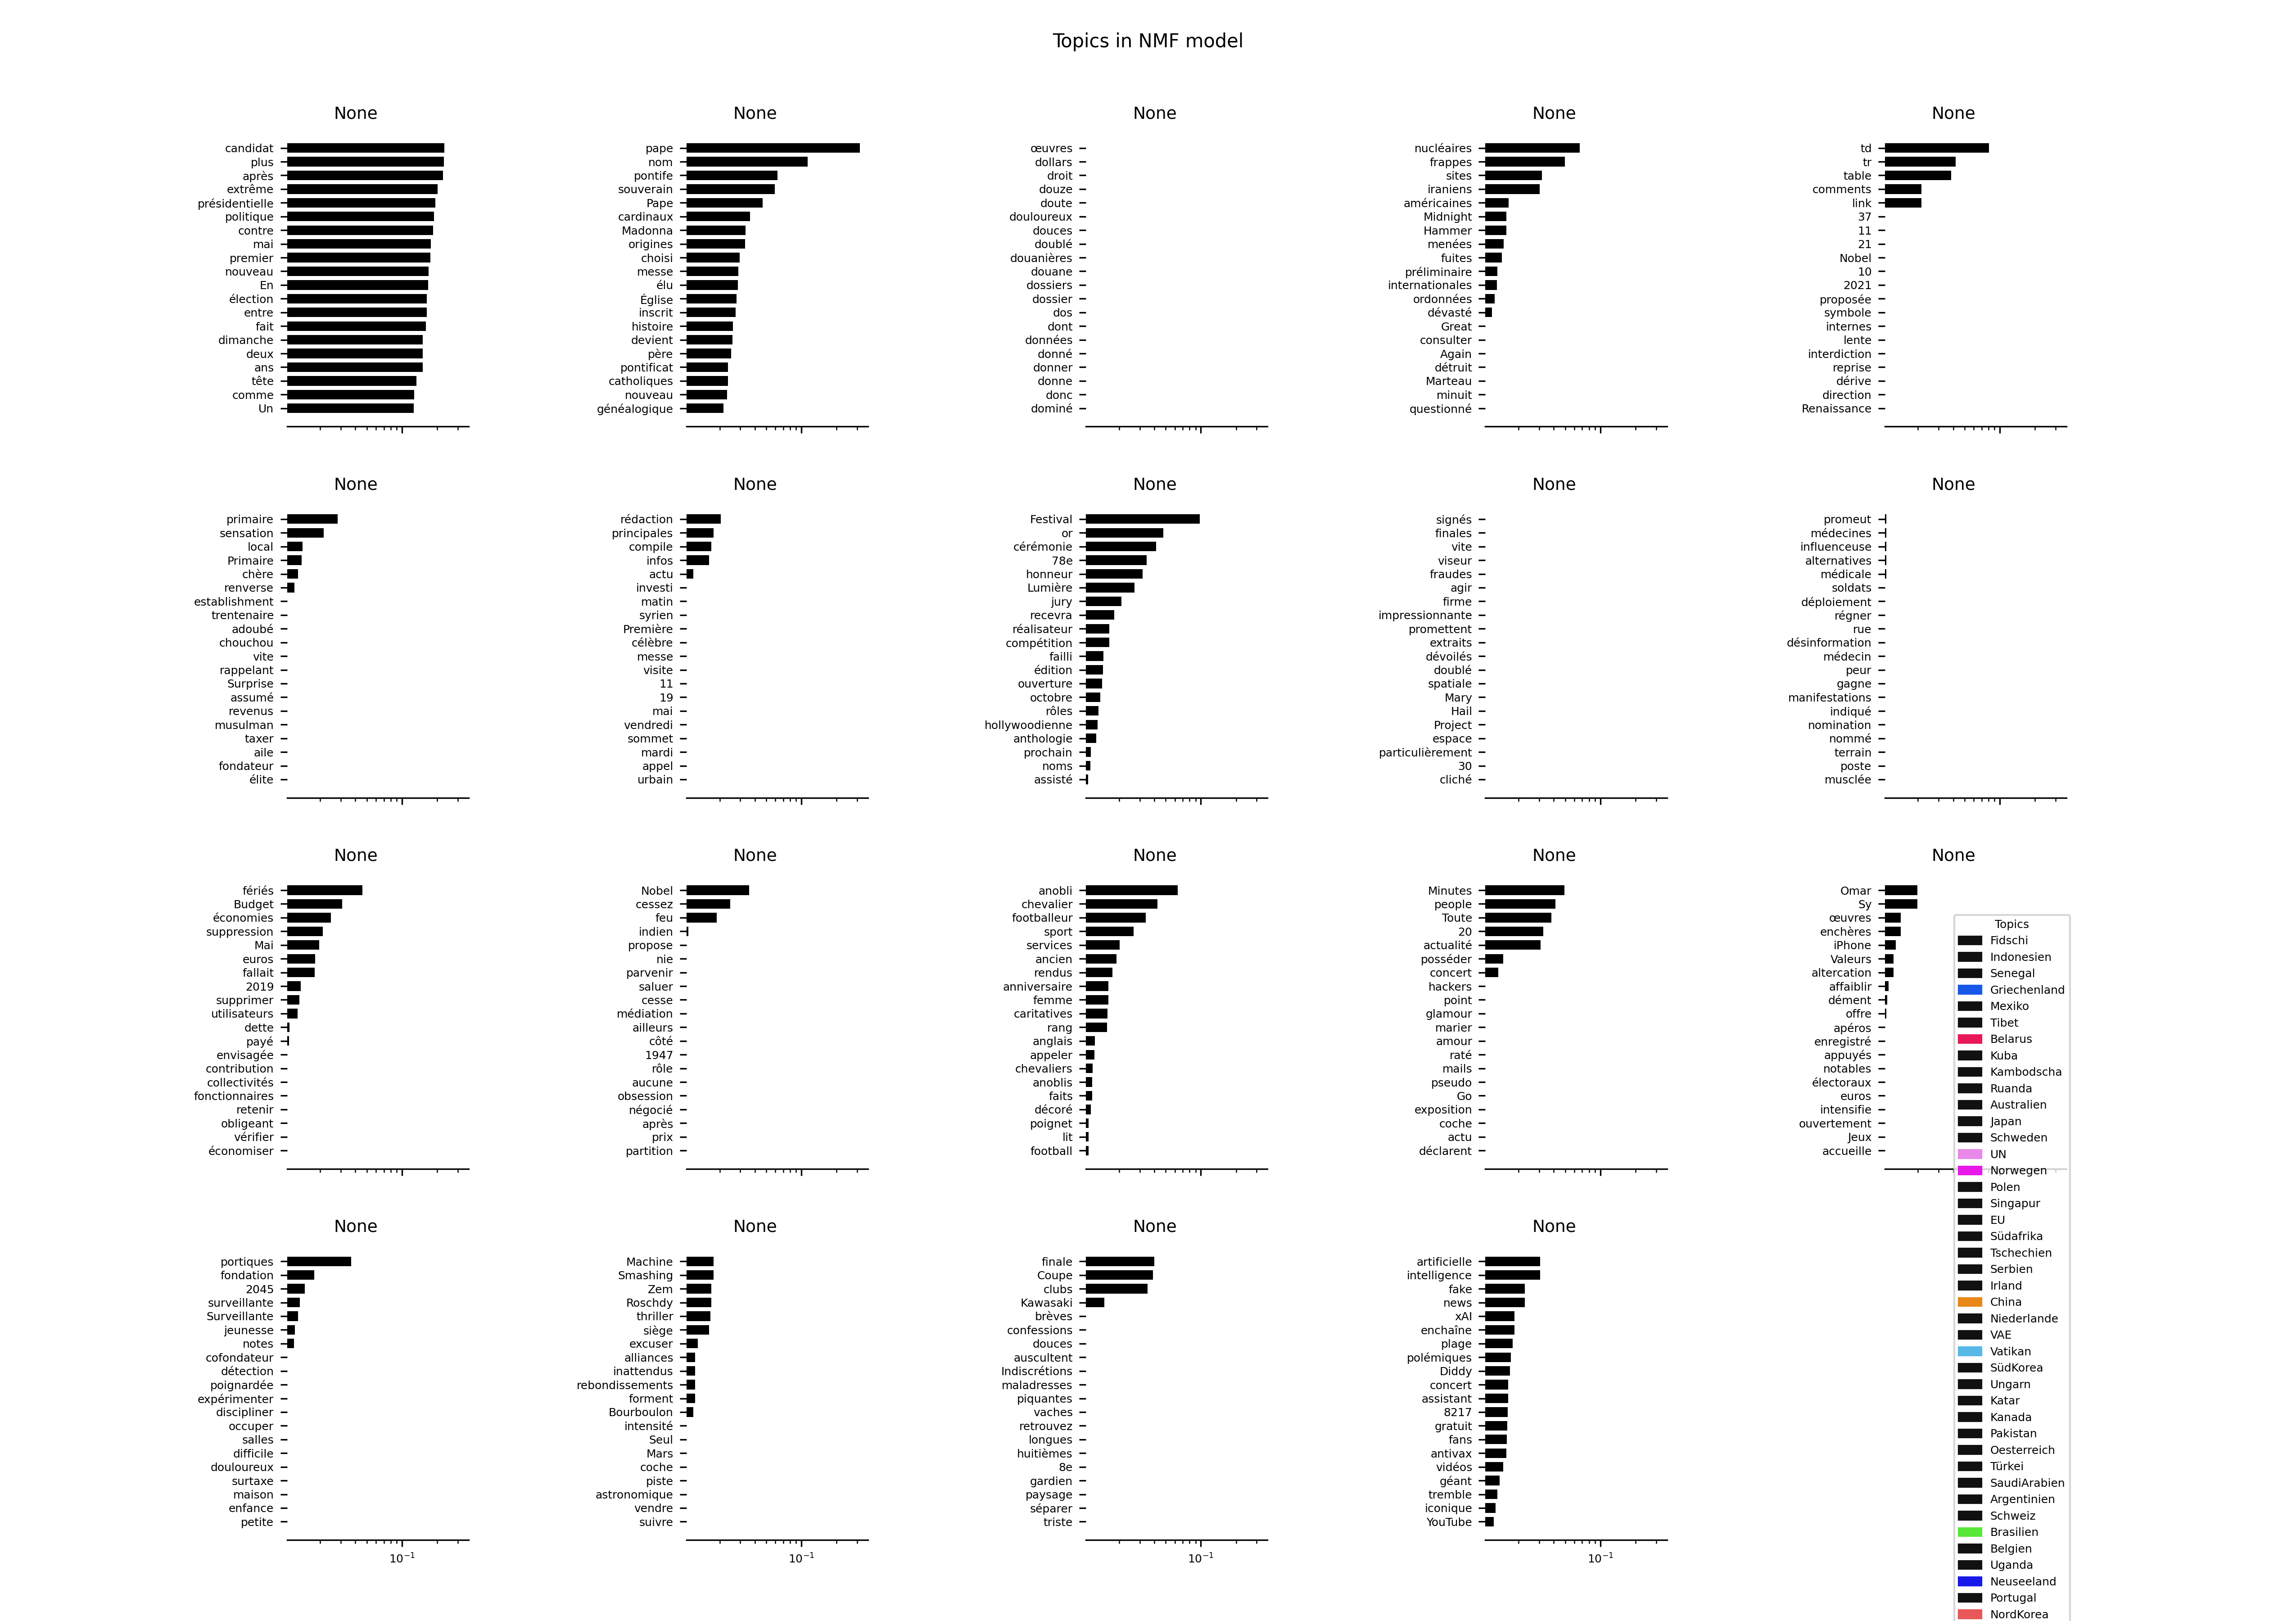 Topics in NMF model
None
candidat
plus
après
extrême
présidentielle
politique
contre
mai
premier
nouveau
En
élection
entre
fait
dimanche
deux
ans
tête
comme
Un
None
pape
nom
pontife
souverain
Pape
cardinaux
Madonna
origines
choisi
messe
élu
Église
inscrit
histoire
devient
père
pontificat
catholiques
nouveau
généalogique
None
œuvres
dollars
droit
douze
doute
douloureux
douces
doublé
douanières
douane
dossiers
dossier
dos
dont
données
donné
donner
donne
donc
dominé
None
nucléaires
frappes
sites
iraniens
américaines
Midnight
Hammer
menées
fuites
préliminaire
internationales
ordonnées
dévasté
Great
consulter
Again
détruit
Marteau
minuit
questionné
None
td
tr
table
comments
link
37
11
21
Nobel
10
2021
proposée
symbole
internes
lente
interdiction
reprise
dérive
direction
Renaissance
None
primaire
sensation
local
Primaire
chère
renverse
establishment
trentenaire
adoubé
chouchou
vite
rappelant
Surprise
assumé
revenus
musulman
taxer
aile
fondateur
élite
None
rédaction
principales
compile
infos
actu
investi
matin
syrien
Première
célèbre
messe
visite
11
19
mai
vendredi
sommet
mardi
appel
urbain
None
Festival
or
cérémonie
78e
honneur
Lumière
jury
recevra
réalisateur
compétition
failli
édition
ouverture
octobre
rôles
hollywoodienne
anthologie
prochain
noms
assisté
None
signés
finales
vite
viseur
fraudes
agir
firme
impressionnante
promettent
extraits
dévoilés
doublé
spatiale
Mary
Hail
Project
espace
particulièrement
30
cliché
None
promeut
médecines
influenceuse
alternatives
médicale
soldats
déploiement
régner
rue
désinformation
médecin
peur
gagne
manifestations
indiqué
nomination
nommé
terrain
poste
musclée
None
fériés
Budget
économies
suppression
Mai
euros
fallait
2019
supprimer
utilisateurs
dette
payé
envisagée
contribution
collectivités
fonctionnaires
retenir
obligeant
vérifier
économiser
None
Nobel
cessez
feu
indien
propose
nie
parvenir
saluer
cesse
médiation
ailleurs
côté
1947
rôle
aucune
obsession
négocié
après
prix
partition
None
anobli
chevalier
footballeur
sport
services
ancien
rendus
anniversaire
femme
caritatives
rang
anglais
appeler
chevaliers
anoblis
faits
décoré
poignet
lit
football
None
Minutes
people
Toute
20
actualité
posséder
concert
hackers
point
glamour
marier
amour
raté
mails
pseudo
Go
exposition
coche
actu
déclarent
None
Omar
Sy
œuvres
enchères
iPhone
Valeurs
altercation
affaiblir
dément
offre
apéros
enregistré
appuyés
notables
électoraux
euros
intensifie
ouvertement
Jeux
accueille
None
portiques
fondation
2045
surveillante
Surveillante
jeunesse
notes
cofondateur
détection
poignardée
expérimenter
discipliner
occuper
salles
difficile
douloureux
surtaxe
maison
enfance
petite
10⁻¹
None
Machine
Smashing
Zem
Roschdy
thriller
siège
excuser
alliances
inattendus
rebondissements
forment
Bourboulon
intensité
Seul
Mars
coche
piste
astronomique
vendre
suivre
10⁻¹
None
finale
Coupe
clubs
Kawasaki
brèves
confessions
douces
auscultent
Indiscrétions
maladresses
piquantes
vaches
retrouvez
longues
huitièmes
8e
gardien
paysage
séparer
triste
10⁻¹
None
artificielle
intelligence
fake
news
xAI
enchaîne
plage
polémiques
Diddy
concert
assistant
8217
gratuit
fans
antivax
vidéos
géant
tremble
iconique
YouTube
10⁻¹
Topics
Fidschi
Indonesien
Senegal
Griechenland
Mexiko
Tibet
Belarus
Kuba
Kambodscha
Ruanda
Australien
Japan
Schweden
UN
Norwegen
Polen
Singapur
EU
Südafrika
Tschechien
Serbien
Irland
China
Niederlande
VAE
Vatikan
SüdKorea
Ungarn
Katar
Kanada
Pakistan
Oesterreich
Türkei
SaudiArabien
Argentinien
Schweiz
Brasilien
Belgien
Uganda
Neuseeland
Portugal
NordKorea